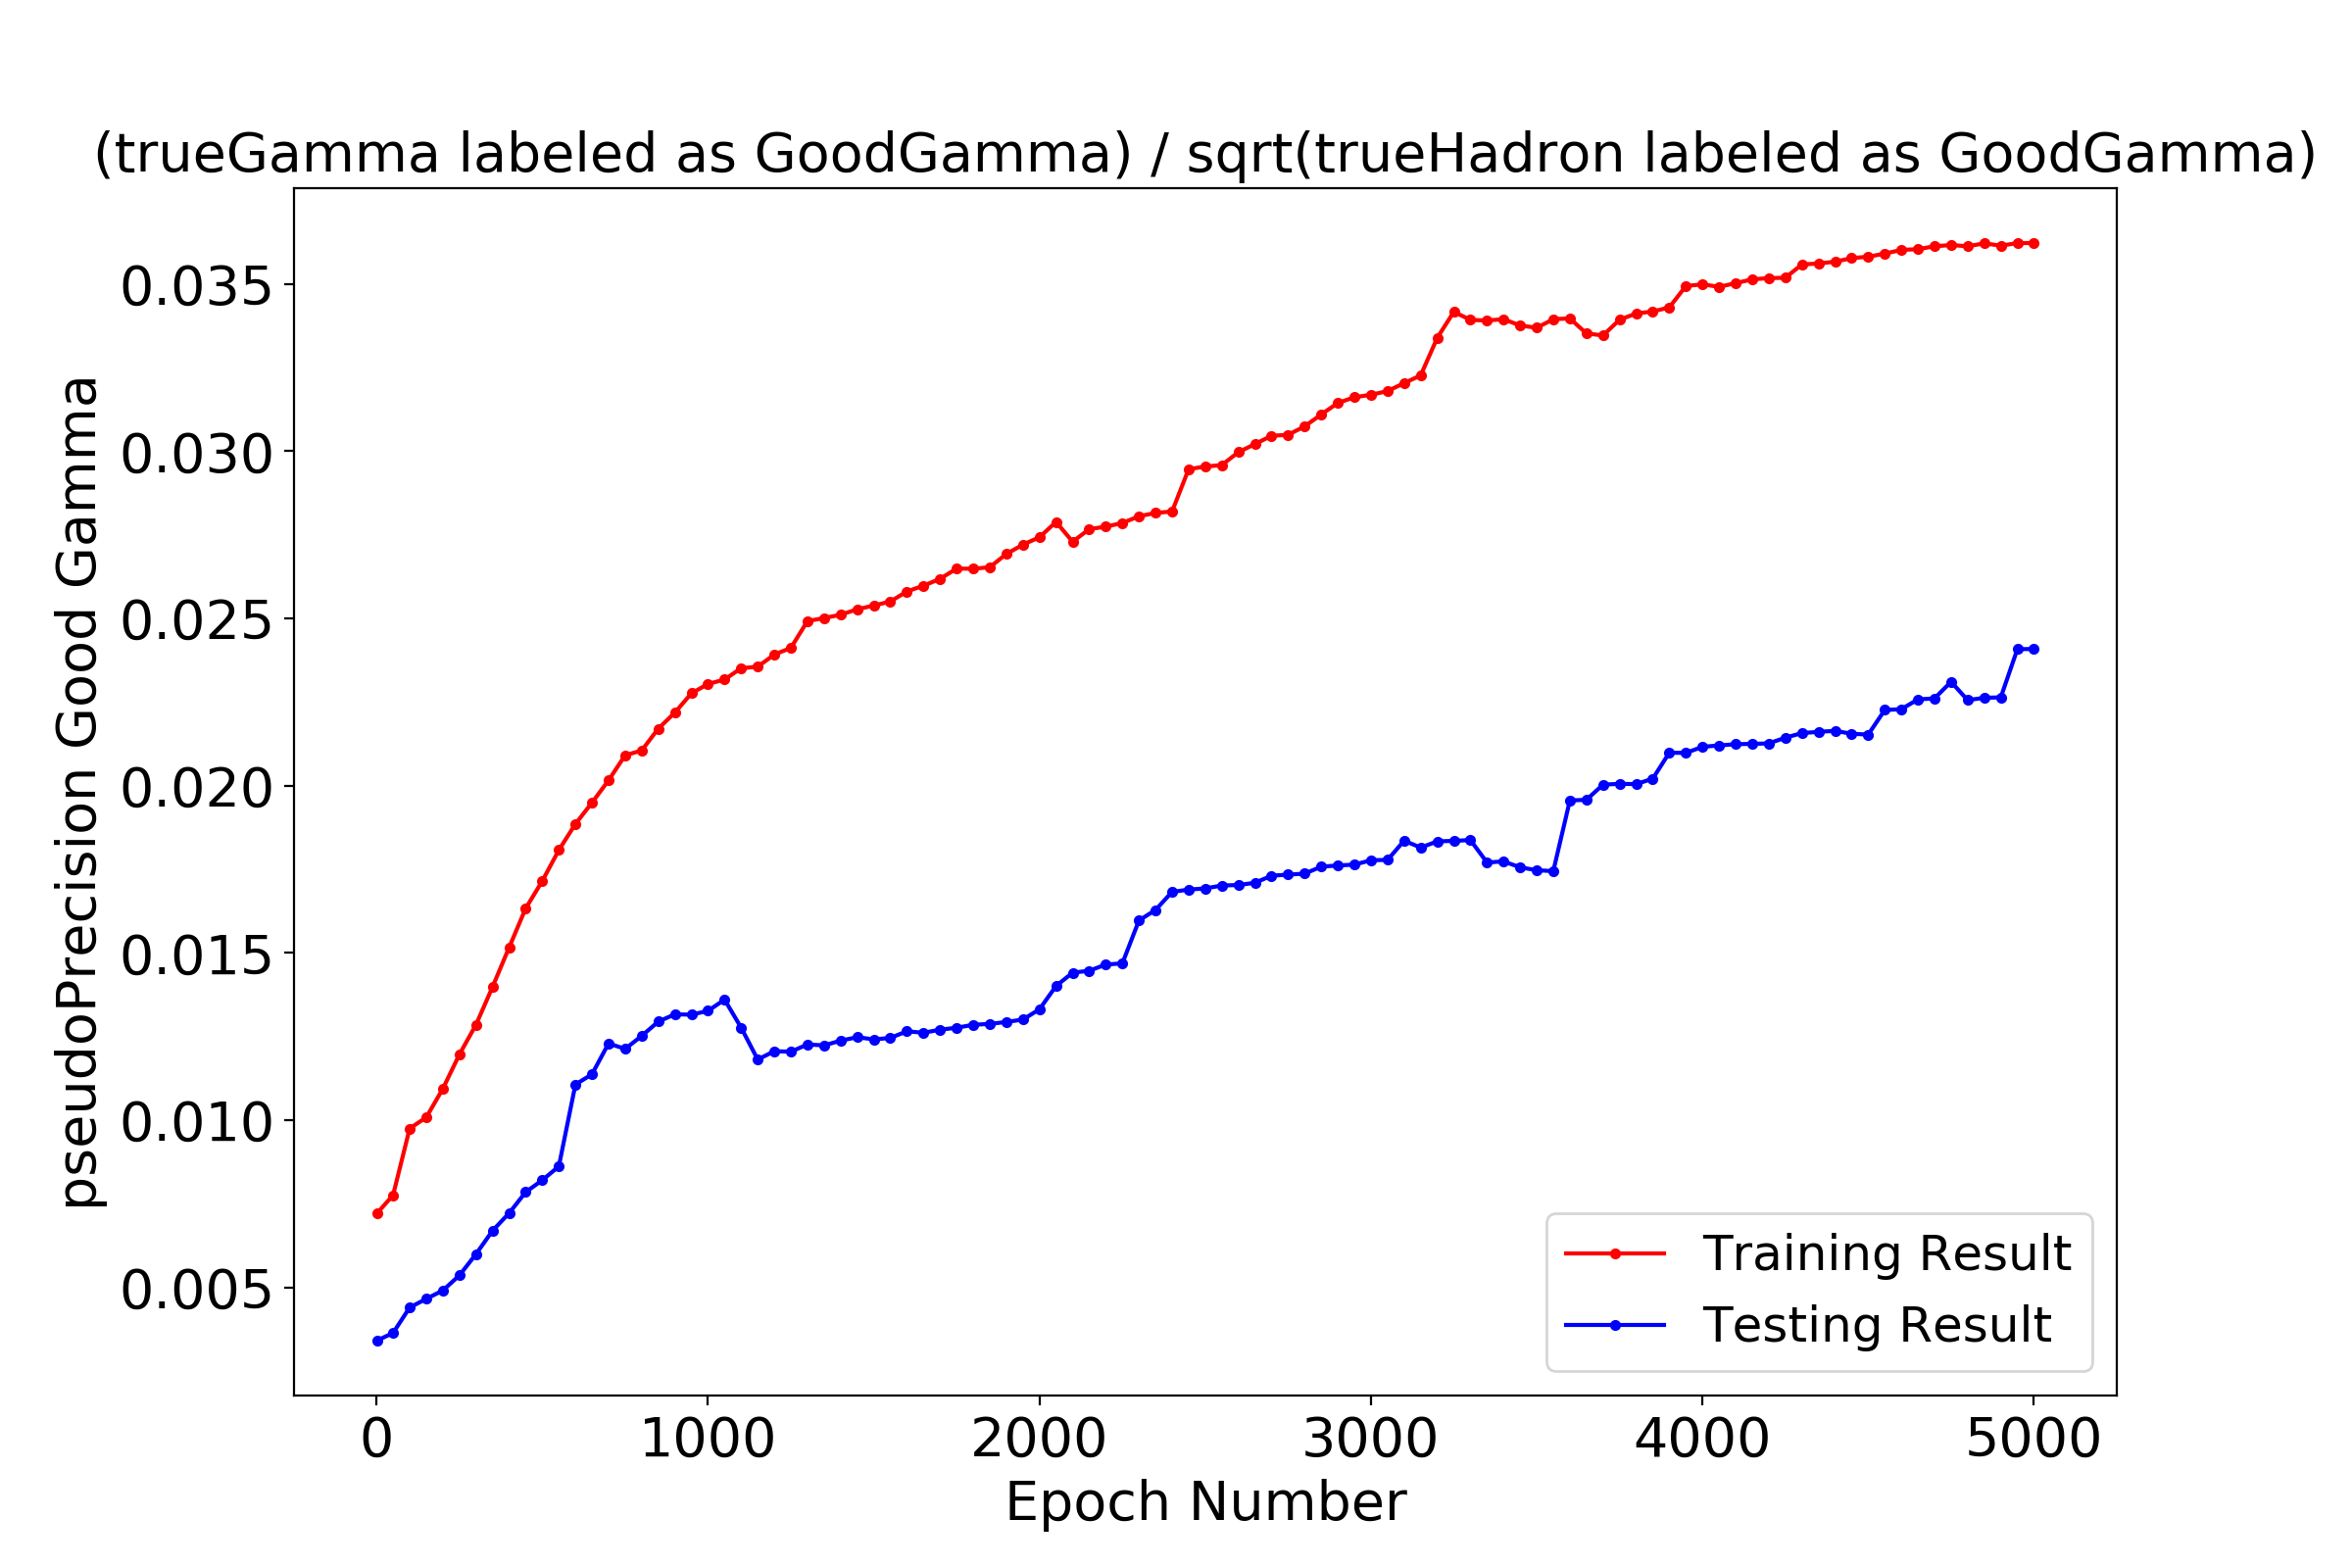 (trueGamma labeled as GoodGamma) / sqrt(trueHadron labeled as GoodGamma)
pseudoPrecision Good Gamma
0.035
0.030
0.025
0.020
0.015
0.010
0.005
Training Result
Testing Result
0 1000 2000 3000 4000 5000
Epoch Number